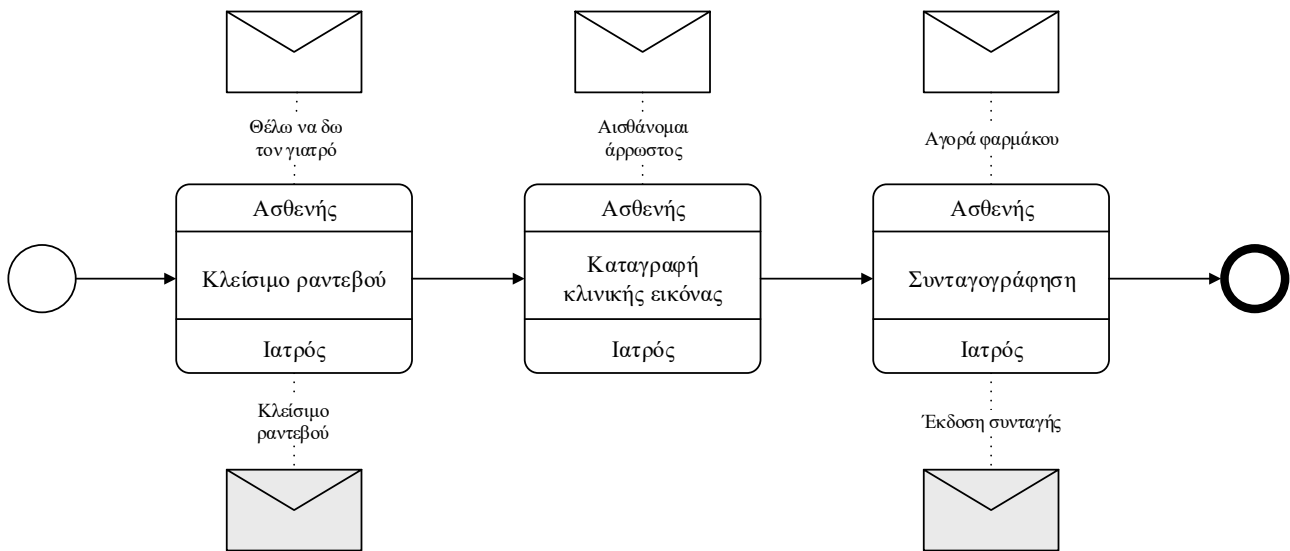 Θέλω να δω
τον γιατρό
Αισθάνομαι
άρρωστος
Αγορά φαρμάκου
Ασθενής
Ασθενής
Ασθενής
Κλείσιμο ραντεβού
Καταγραφή
κλινικής εικόνας
Συνταγογράφηση
Ιατρός
Ιατρός
Ιατρός
Κλείσιμο
ραντεβού
Έκδοση συνταγής